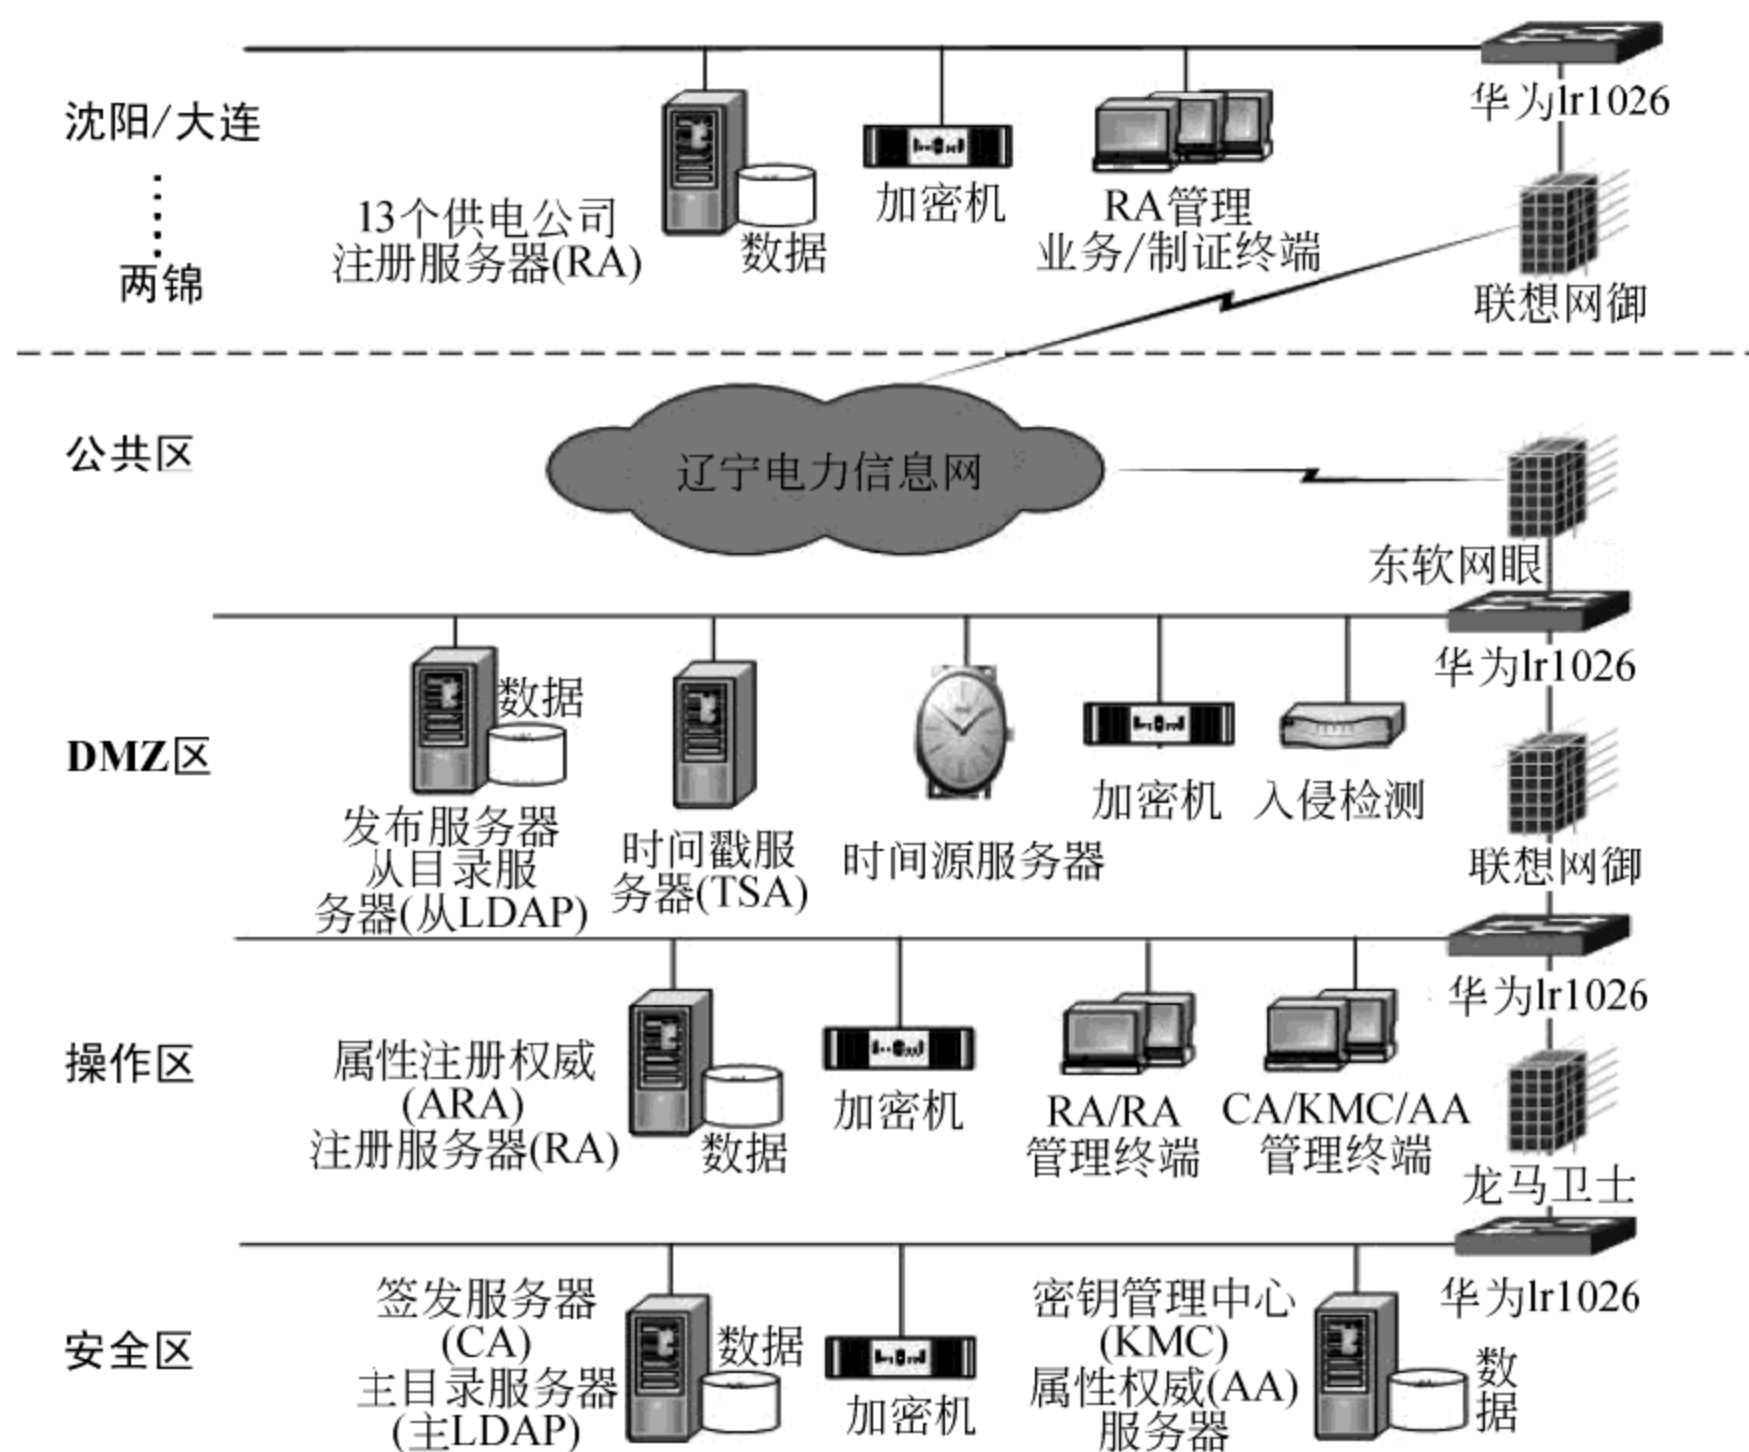 华为lr1026
沈阳/大连
13个供电公司
注册服务器(RA)
数据
加密机
RA管理
业务/制证终端
两锦
联想网御
公共区
辽宁电力信息网
东软网眼
华为lr1026
DMZ区
数据
发布服务器
从目录服
务器(从LDAP)
时间戳服
务器(TSA)
时间源服务器
加密机
入侵检测
联想网御
华为lr1026
操作区
属性注册权威
(ARA)
注册服务器(RA)
数据
加密机
RA/RA
管理终端
CA/KMC/AA
管理终端
龙马卫士
华为lr1026
安全区
签发服务器
(CA)
主目录服务器
(主LDAP)
数据
加密机
密钥管理中心
(KMC)
属性权威(AA)
服务器
数
据